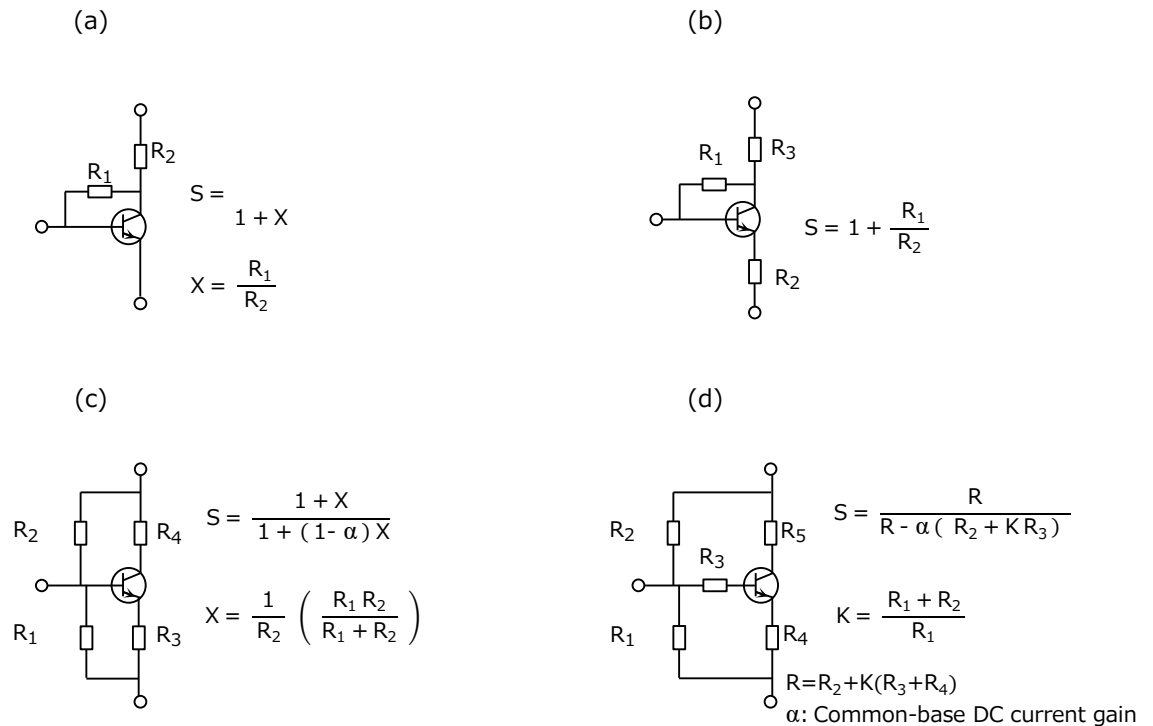 (a)
R2
R1
S =
1 + X
X = R1 / R2
(b)
R3
R1
S = 1 + R1 / R2
R2
(c)
R2
R4
S = 1 + X / 1 + ( 1- α ) X
R1
R3
X = 1 / R2 ( R1 R2 / R1 + R2 )
(d)
R2
R5
S = R / R - α ( R2 + K R3 )
R3
R1
R4
K = R1 + R2 / R1
R=R2+K(R3+R4)
α: Common-base DC current gain